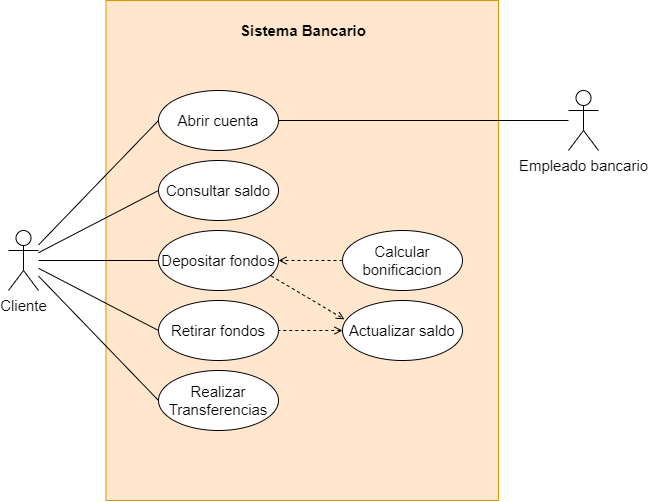 Sistema Bancario
Abrir cuenta
Empleado bancario
Consultar saldo
Cliente
Depositar fondos
Calcular
bonificacion
Retirar fondos
Actualizar saldo
Realizar
Transferencias